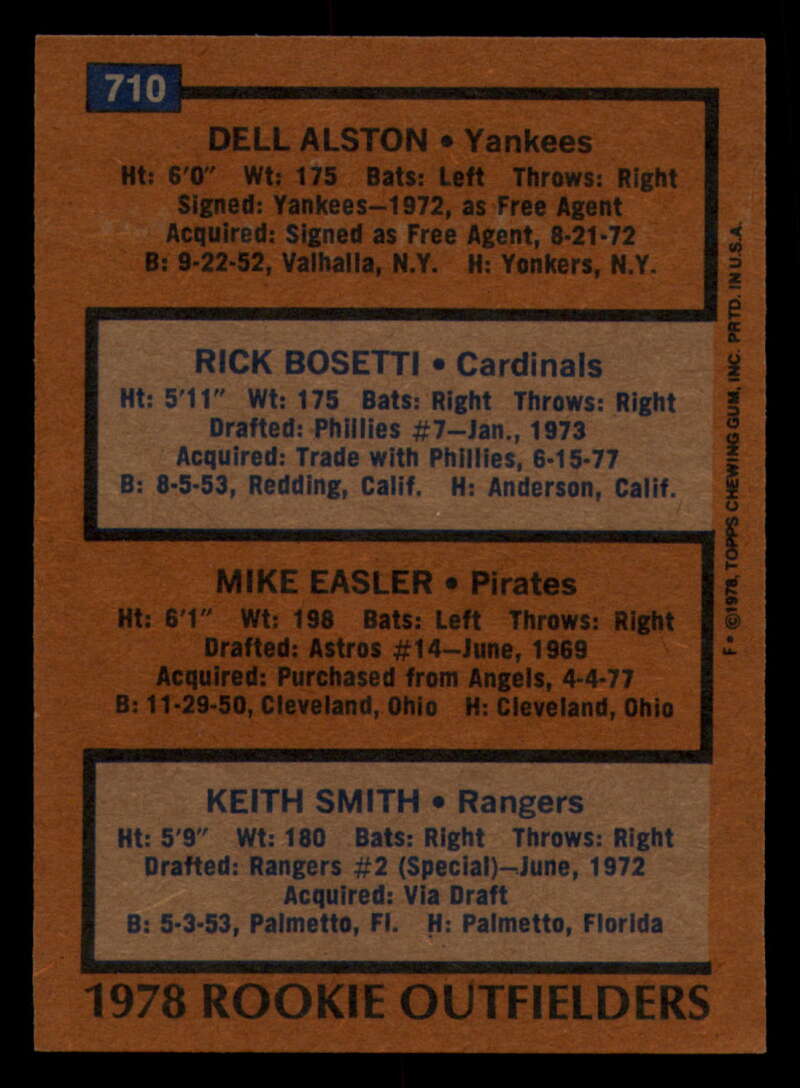 710
DELL ALSTON • Yankees
Ht: 6'0" Wt: 175 Bats: Left Throws: Right
Signed: Yankees—1972, as Free Agent
Acquired: Signed as Free Agent, 8-21-72
B: 9-22-52, Valhalla, N.Y. H: Yonkers, N.Y.
RICK BOSETTI • Cardinals
Ht: 5'11" Wt: 175 Bats: Right Throws: Right
Drafted: Phillies #7—Jan., 1973
Acquired: Trade with Phillies, 6-15-77
B: 8-5-53, Redding, Calif. H: Anderson, Calif.
MIKE EASLER • Pirates
Ht: 6'1" Wt: 198 Bats: Left Throws: Right
Drafted: Astros #14—June, 1969
Acquired: Purchased from Angels, 4-4-77
B: 11-29-50, Cleveland, Ohio H: Cleveland, Ohio
KEITH SMITH • Rangers
Ht: 5'9" Wt: 180 Bats: Right Throws: Right
Drafted: Rangers #2 (Special)—June, 1972
Acquired: Via Draft
B: 5-3-53, Palmetto, Fl. H: Palmetto, Florida
1978 ROOKIE OUTFIELDERS
F• ©1978, TOPPS CHEWING GUM, INC. PRTD. IN U.S.A.